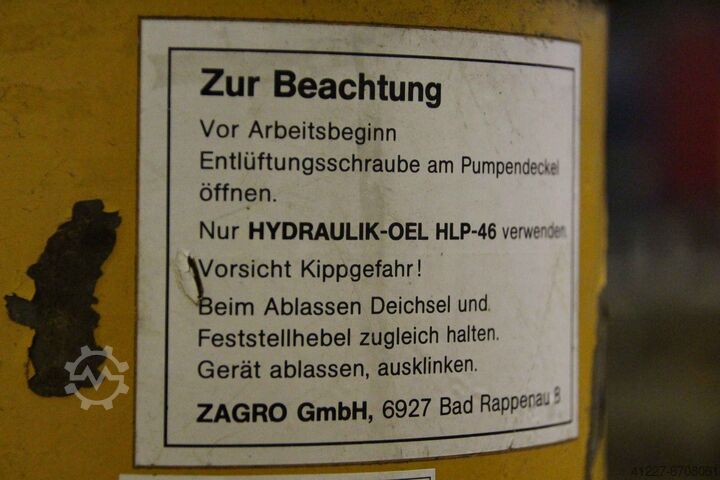 Zur Beachtung
Vor Arbeitsbeginn
Entlüftungsschraube am Pumpendeckel
öffnen.
Nur HYDRAULIK-OEL HLP-46 verwenden.
Vorsicht Kippgefahr!
Beim Ablassen Deichsel und
Feststellhebel zugleich halten.
Gerät ablassen, ausklinken.
ZAGRO GmbH, 6927 Bad Rappenau